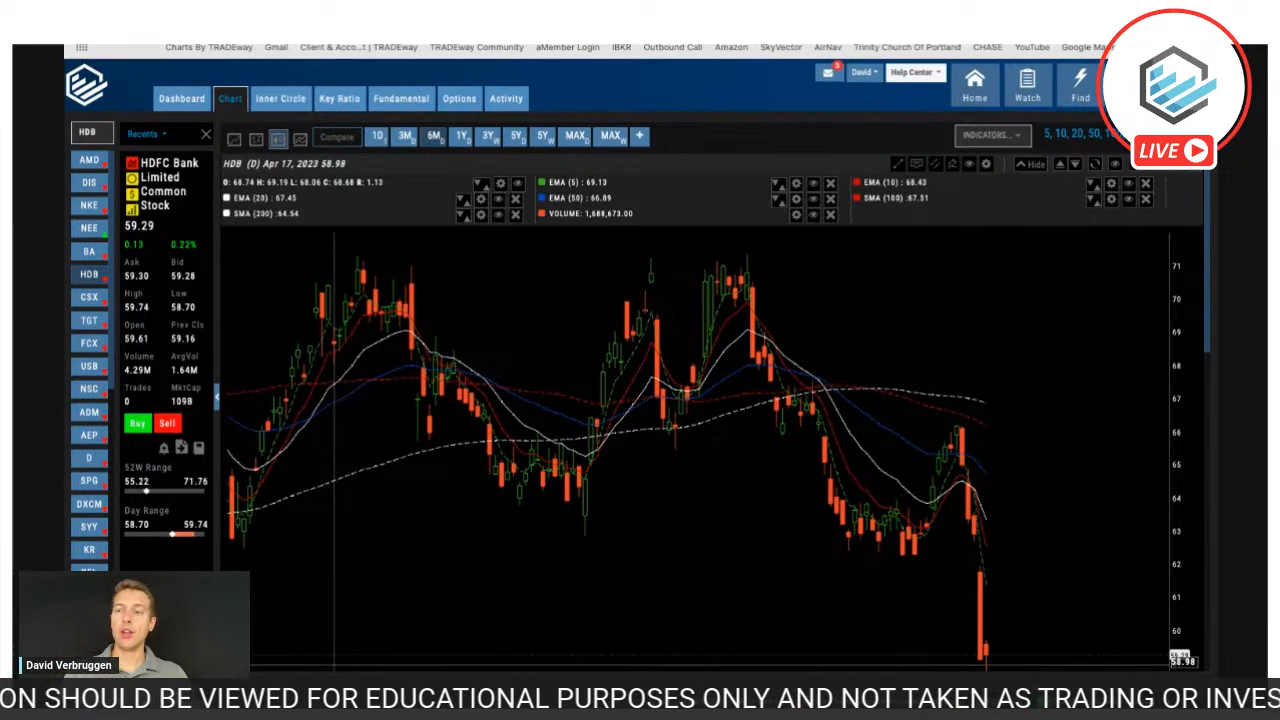 Charts By TRADEway Gmail Client & Acco...t | TRADEway TRADEway Community aMember Login IBKR Outbound Call Amazon SkyVector AirNav Trinity Church Of Portland CHASE YouTube Google Ma
3 David Help Center
Home Watch Find
LIVE
Dashboard Chart Inner Circle Key Ratio Fundamental Options Activity
HDB Recents Compare 1D 3M D 6M D 1Y D 3Y W 5Y D 5Y W MAX D MAX W + INDICATORS... 5, 10, 20, 50, 10
HDB (D) Apr 17, 2023 58.98 Hide
O: 68.74 H: 69.19 L: 68.06 C: 68.68 R: 1.13 EMA (5) : 69.13 EMA (10) : 68.43
EMA (20) : 67.45 EMA (50) : 66.89 SMA (100) :67.51
SMA (200) :64.54 VOLUME: 1,688,673.00
AMD
DIS
NKE
NEE
BA
HDB
CSX
TGT
FCX
USB
NSC
ADM
AEP
D
SPG
DXCM
SYY
KR
HDFC Bank
Limited
Common
Stock
59.29
0.13 0.22%
Ask Bid
59.30 59.28
High Low
59.74 58.70
Open Prev Cls
59.61 59.16
Volume AvgVol
4.29M 1.64M
Trades MktCap
0 109B
Buy Sell
52W Range
55.22 71.76
Day Range
58.70 59.74
71
70
69
68
67
66
65
64
63
62
61
60
58.98
David Verbruggen
ON SHOULD BE VIEWED FOR EDUCATIONAL PURPOSES ONLY AND NOT TAKEN AS TRADING OR INVES